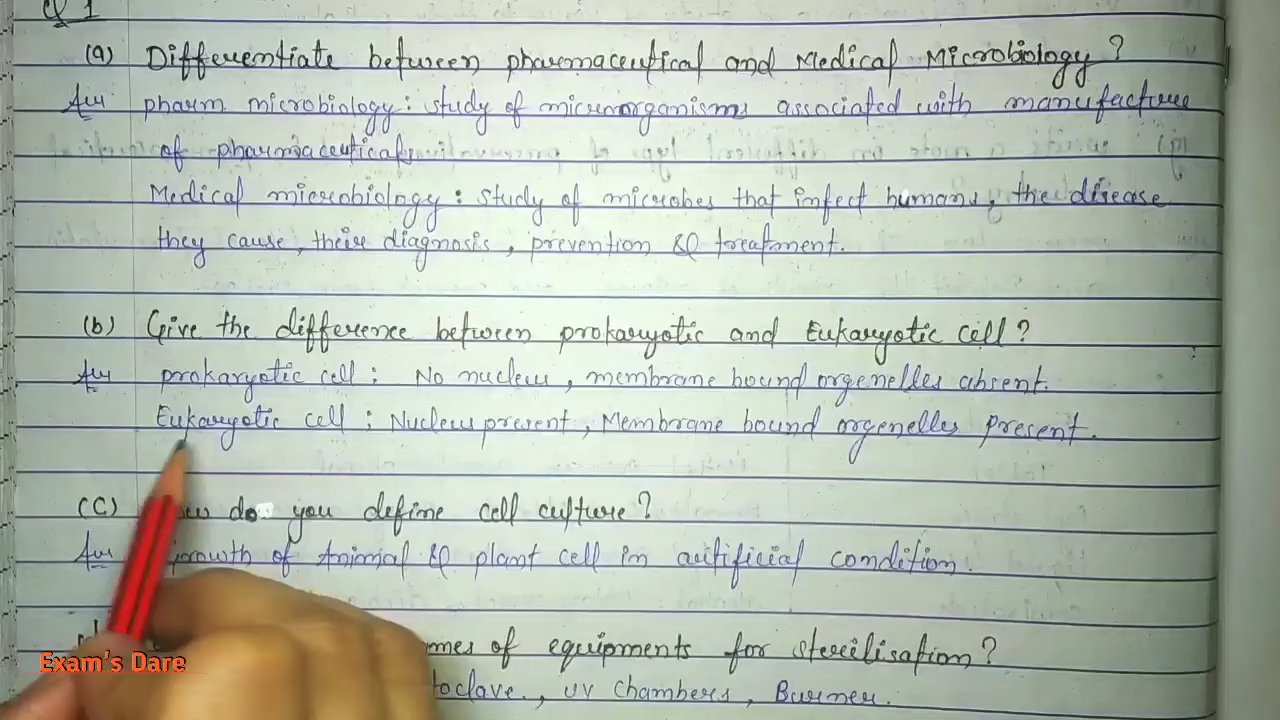 Q 1
(a) Differentiate between pharmaceutical and Medical Microbiology?
Ans pharm microbiology: study of microorganisms associated with manufacture
of pharmaceuticals.
Medical microbiology: study of microbes that infect humans, the disease
they cause, their diagnosis, prevention & treatment.
(b) Give the difference between prokaryotic and Eukaryotic cell?
Ans prokaryotic cell: No nucleus, membrane bound orgenelles absent.
Eukaryotic cell: Nucleus present, Membrane bound orgenelles present.
(C) do you define cell culture?
Ans Growth of Animal & plant cell in artificial condition.
of equipments for sterilisation?
UV chambers, Burner.
Exam's Dare